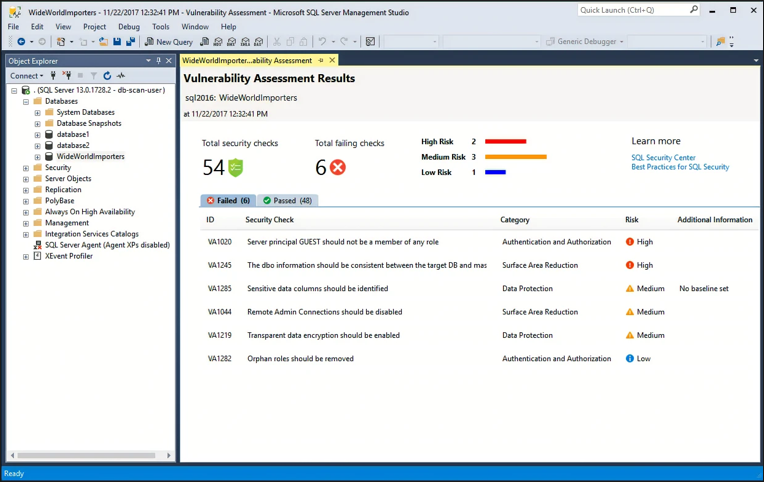 WideWorldImporters - 11/22/2017 12:32:41 PM - Vulnerability Assessment - Microsoft SQL Server Management Studio
Quick Launch (Ctrl+Q)
File Edit View Project Debug Tools Window Help
New Query
Generic Debugger
Object Explorer
Connect
. (SQL Server 13.0.1728.2 - db-scan-user)
Databases
System Databases
Database Snapshots
database1
database2
WideWorldImporters
Security
Server Objects
Replication
PolyBase
Always On High Availability
Management
Integration Services Catalogs
SQL Server Agent (Agent XPs disabled)
XEvent Profiler
WideWorldImporter...ability Assessment
Vulnerability Assessment Results
sql2016: WideWorldImporters
at 11/22/2017 12:32:41 PM
Total security checks
54
Total failing checks
6
High Risk 2
Medium Risk 3
Low Risk 1
Learn more
SQL Security Center
Best Practices for SQL Security
Failed (6) Passed (48)
ID Security Check Category Risk Additional Information
VA1020 Server principal GUEST should not be a member of any role Authentication and Authorization High
VA1245 The dbo information should be consistent between the target DB and mas Surface Area Reduction High
VA1285 Sensitive data columns should be identified Data Protection Medium No baseline set
VA1044 Remote Admin Connections should be disabled Surface Area Reduction Medium
VA1219 Transparent data encryption should be enabled Data Protection Medium
VA1282 Orphan roles should be removed Authentication and Authorization Low
Ready